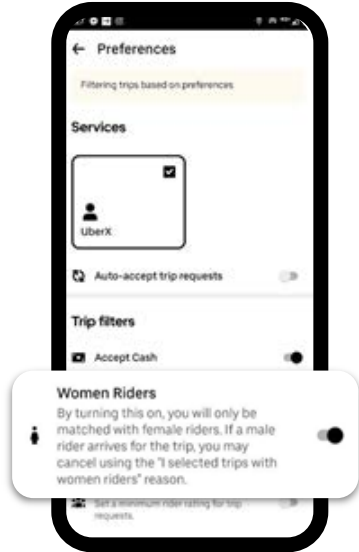 Preferences
Filtering trips based on preferences
Services
UberX
Auto-accept trip requests
Trip filters
Accept Cash
Women Riders
By turning this on, you will only be
matched with female riders. If a male
rider arrives for the trip, you may
cancel using the "I selected trips with
women riders" reason.
Set a minimum rider rating for trip
requests.